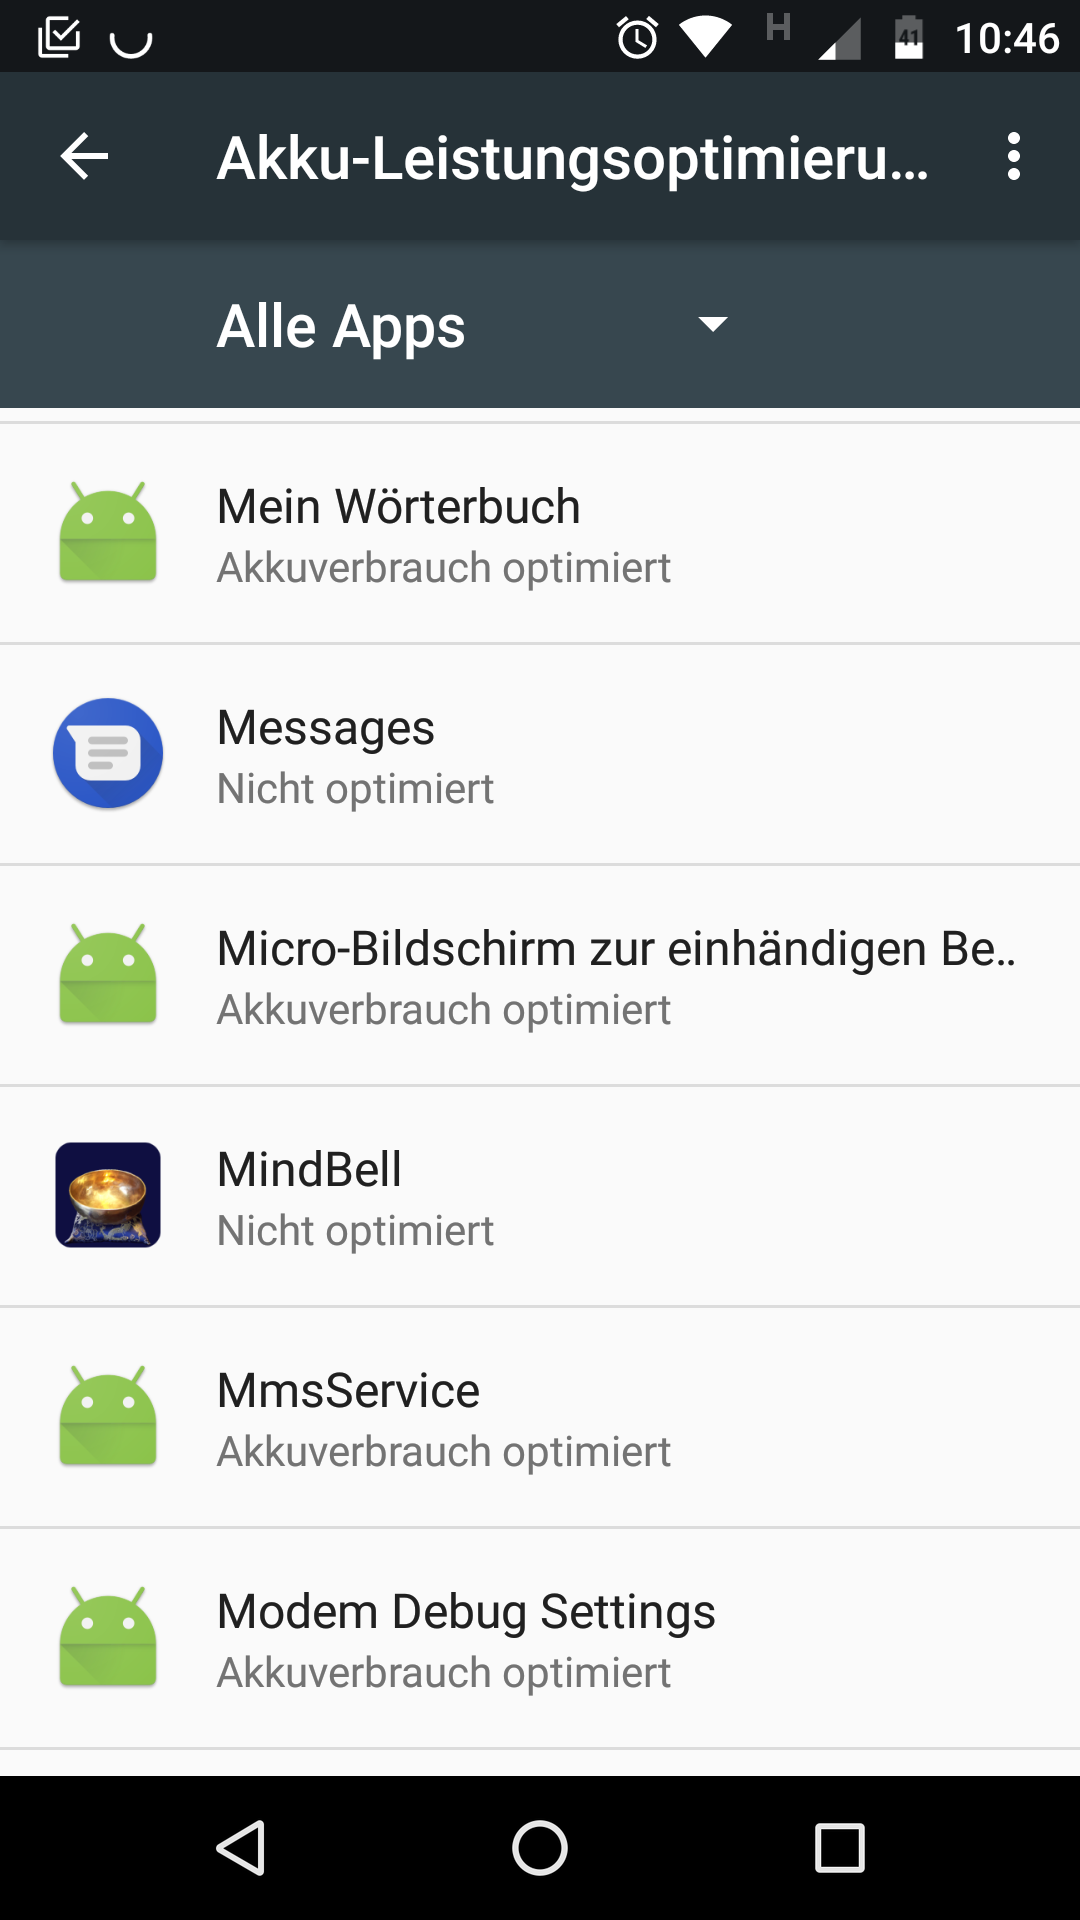 H 41 10:46
Akku-Leistungsoptimieru...
Alle Apps
Mein Wörterbuch
Akkuverbrauch optimiert
Messages
Nicht optimiert
Micro-Bildschirm zur einhändigen Be..
Akkuverbrauch optimiert
MindBell
Nicht optimiert
MmsService
Akkuverbrauch optimiert
Modem Debug Settings
Akkuverbrauch optimiert